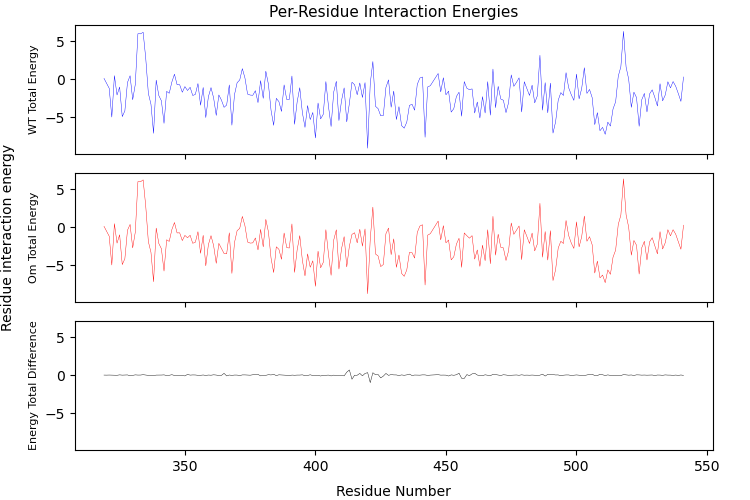 Per-Residue Interaction Energies
Residue interaction energy
WT Total Energy
5
0
−5
Om Total Energy
5
0
−5
Energy Total Difference
5
0
−5
350 400 450 500 550
Residue Number